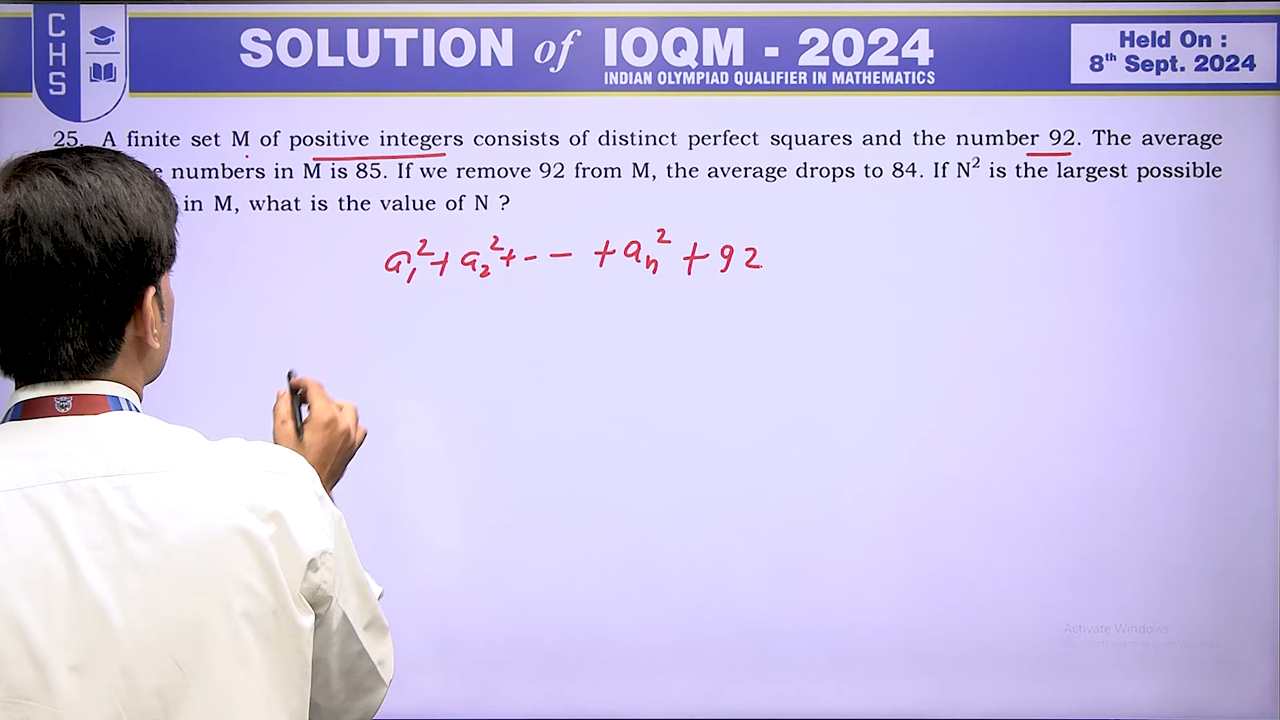 CHS
SOLUTION of IOQM - 2024
INDIAN OLYMPIAD QUALIFIER IN MATHEMATICS
Held On :
8th Sept. 2024
25. A finite set M of positive integers consists of distinct perfect squares and the number 92. The average
numbers in M is 85. If we remove 92 from M, the average drops to 84. If N² is the largest possible
in M, what is the value of N ?
a₁² + a₂² + - - + aₙ² + 92
Activate Windows